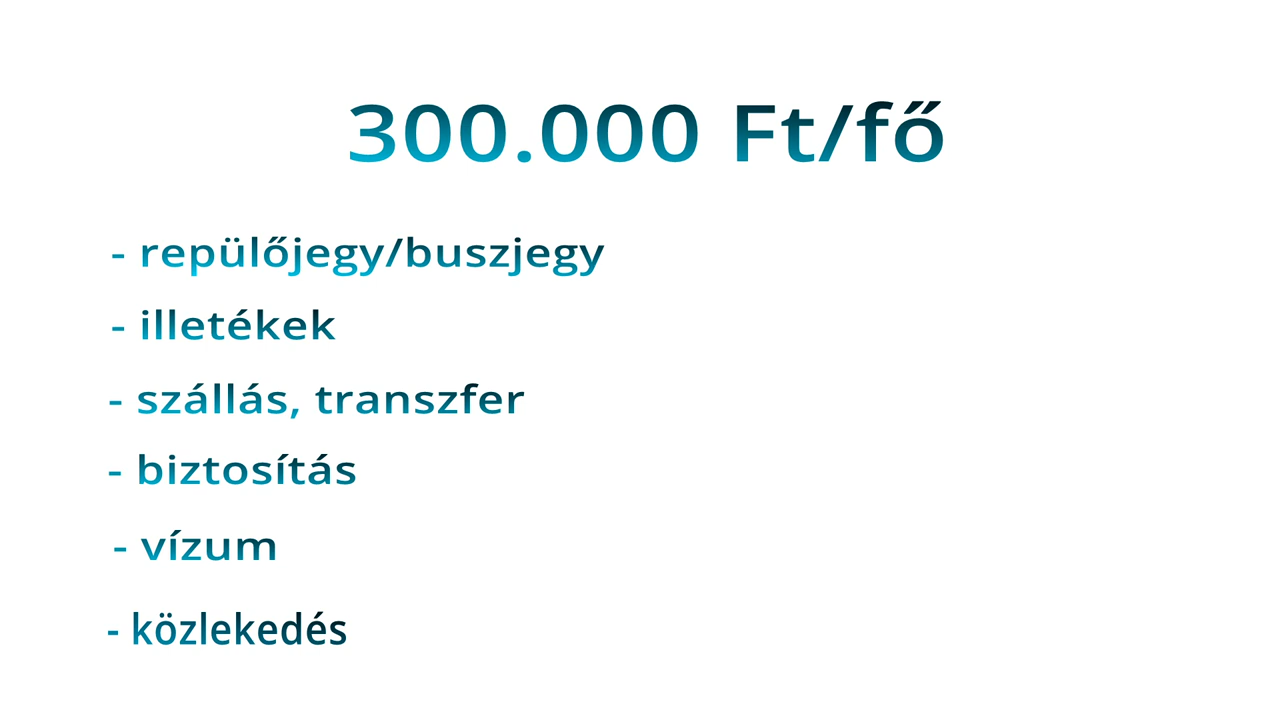 300.000 Ft/fő
- repülőjegy/buszjegy
- illetékek
- szállás, transzfer
- biztosítás
- vízum
- közlekedés